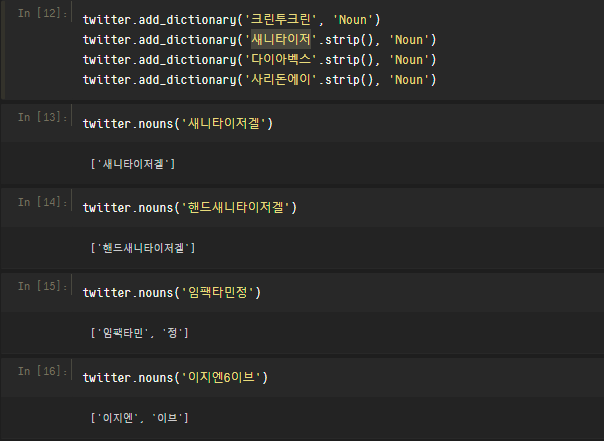 In [12]: twitter.add_dictionary('크린투크린', 'Noun')
twitter.add_dictionary('새니타이저'.strip(), 'Noun')
twitter.add_dictionary('다이아벡스'.strip(), 'Noun')
twitter.add_dictionary('사리돈에이'.strip(), 'Noun')
In [13]: twitter.nouns('새니타이저겔')
['새니타이저겔']
In [14]: twitter.nouns('핸드새니타이저겔')
['핸드새니타이저겔']
In [15]: twitter.nouns('임팩타민정')
['임팩타민', '정']
In [16]: twitter.nouns('이지엔6이브')
['이지엔', '이브']